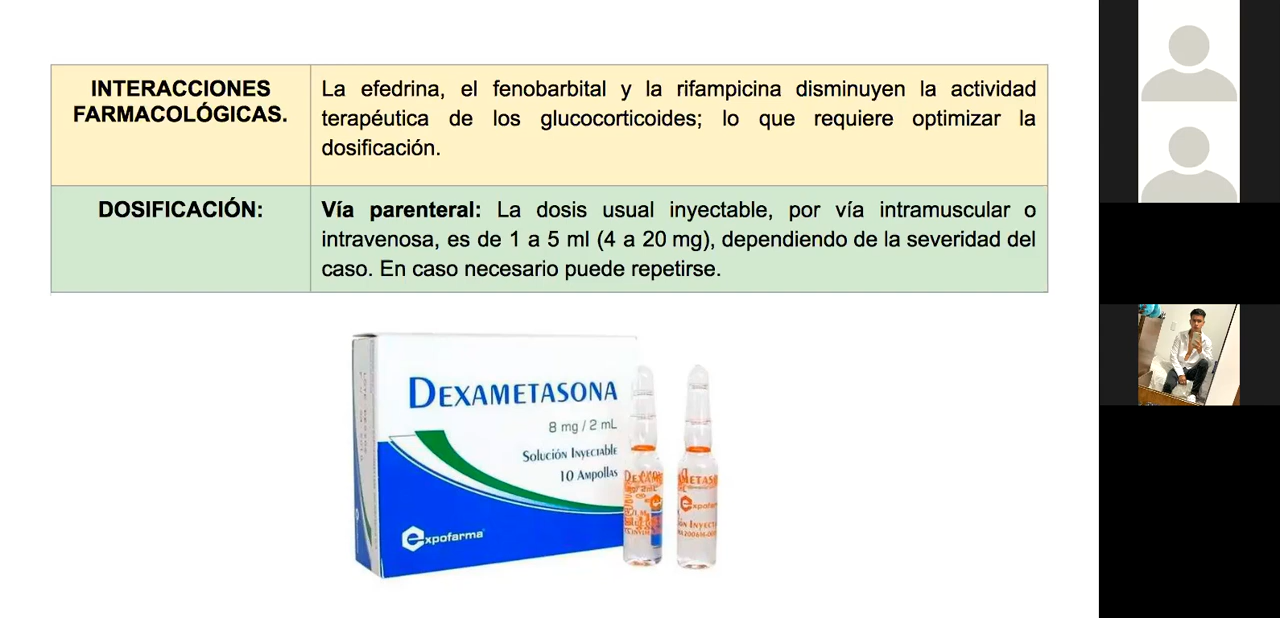 INTERACCIONES
FARMACOLÓGICAS.
La efedrina, el fenobarbital y la rifampicina disminuyen la actividad
terapéutica de los glucocorticoides; lo que requiere optimizar la
dosificación.
DOSIFICACIÓN:
Vía parenteral: La dosis usual inyectable, por vía intramuscular o
intravenosa, es de 1 a 5 ml (4 a 20 mg), dependiendo de la severidad del
caso. En caso necesario puede repetirse.
DEXAMETASONA
8 mg / 2 mL
Solución Inyectable
10 Ampollas
expofarma